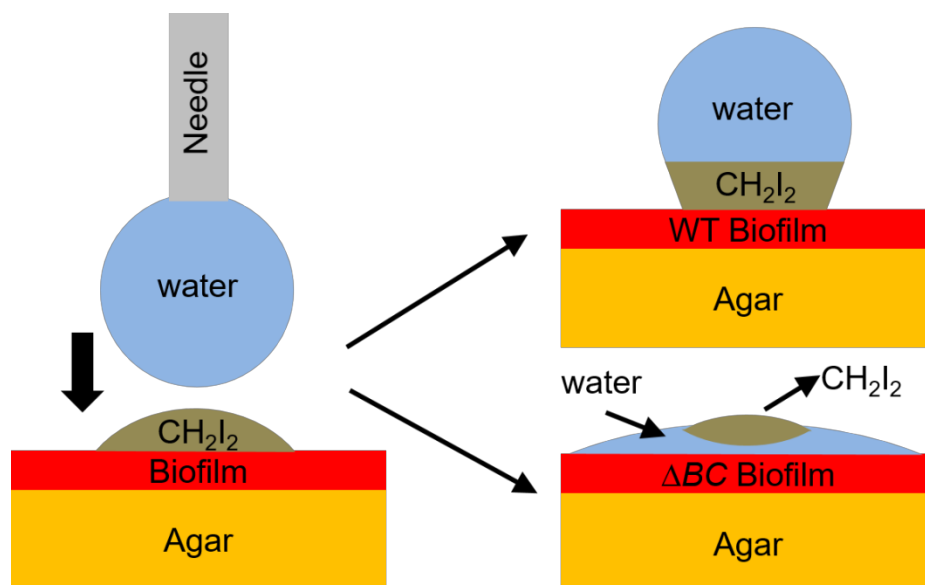 Needle
water
CH₂I₂
Biofilm
Agar
water
CH₂I₂
WT Biofilm
Agar
water
CH₂I₂
ΔBC Biofilm
Agar